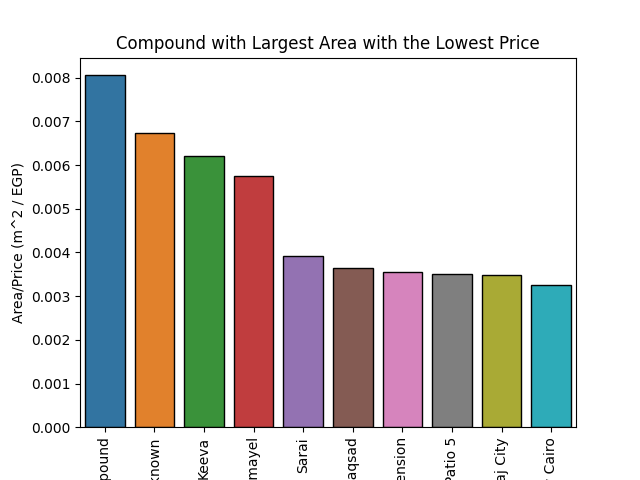 Compound with Largest Area with the Lowest Price
Area/Price (m^2 / EGP)
0.008
0.007
0.006
0.005
0.004
0.003
0.002
0.001
0.000
pound
known
Keeva
mayel
Sarai
aqsad
ension
Patio 5
aj City
Cairo